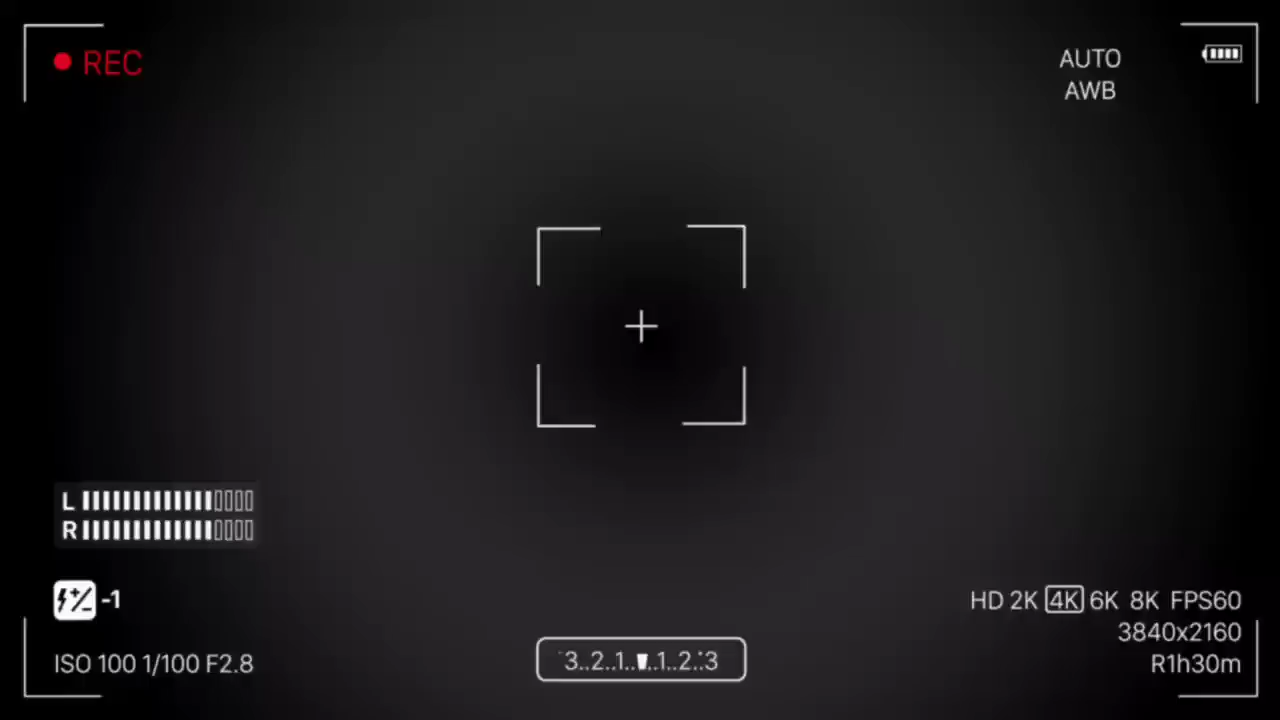 REC
AUTO
AWB
L
R
-1
HD 2K 4K 6K 8K FPS60
3840x2160
ISO 100 1/100 F2.8
3..2..1..▼..1..2..3
R1h30m